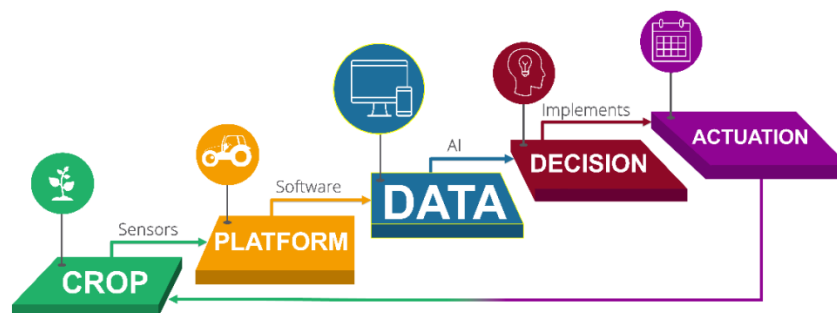 Implements
AI
ACTUATION
DECISION
Software
DATA
Sensors
PLATFORM
CROP